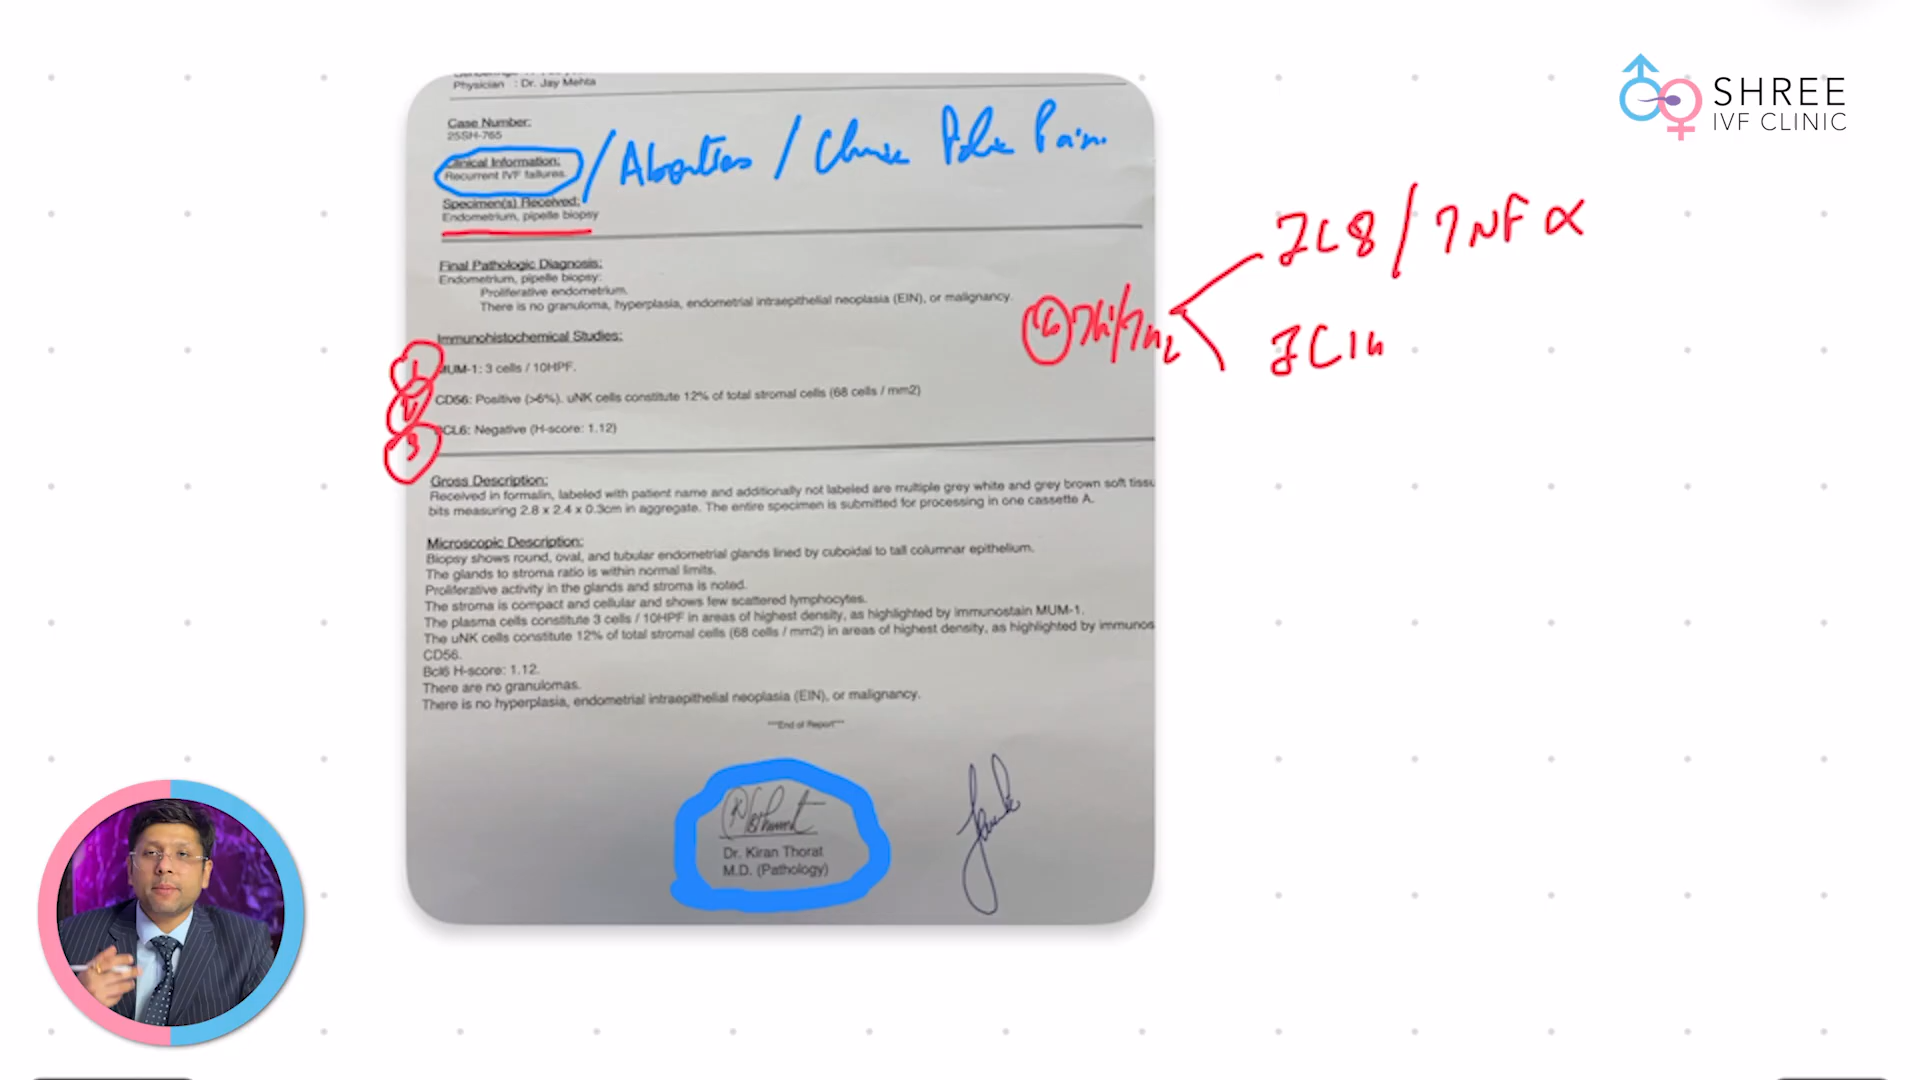 SHREE
IVF CLINIC
Physician : Dr. Jay Mehta
Case Number:
25SH-765
Clinical Information:
Recurrent IVF failures.
/ Abortions / Chronic Pelvic Pain.
Specimen(s) Received:
Endometrium, pipelle biopsy
IL8 / TNF α
Th1/Th2
Final Pathologic Diagnosis:
Endometrium, pipelle biopsy:
Proliferative endometrium.
There is no granuloma, hyperplasia, endometrial intraepithelial neoplasia (EIN), or malignancy.
Immunohistochemical Studies:
1 MUM-1: 3 cells / 10HPF.
CD56: Positive (>6%). uNK cells constitute 12% of total stromal cells (68 cells / mm2)
3 BCL6: Negative (H-score: 1.12)
Gross Description:
Received in formalin, labeled with patient name and additionally not labeled are multiple grey white and grey brown soft tissu
bits measuring 2.8 x 2.4 x 0.3cm in aggregate. The entire specimen is submitted for processing in one cassette A.
Microscopic Description:
Biopsy shows round, oval, and tubular endometrial glands lined by cuboidal to tall columnar epithelium.
The glands to stroma ratio is within normal limits.
Proliferative activity in the glands and stroma is noted.
The stroma is compact and cellular and shows few scattered lymphocytes.
The plasma cells constitute 3 cells / 10HPF in areas of highest density, as highlighted by immunostain MUM-1.
The uNK cells constitute 12% of total stromal cells (68 cells / mm2) in areas of highest density, as highlighted by immunos
CD56.
Bcl6 H-score: 1.12.
There are no granulomas.
There is no hyperplasia, endometrial intraepithelial neoplasia (EIN), or malignancy.
***End of Report***
Dr. Kiran Thorat
M.D. (Pathology)